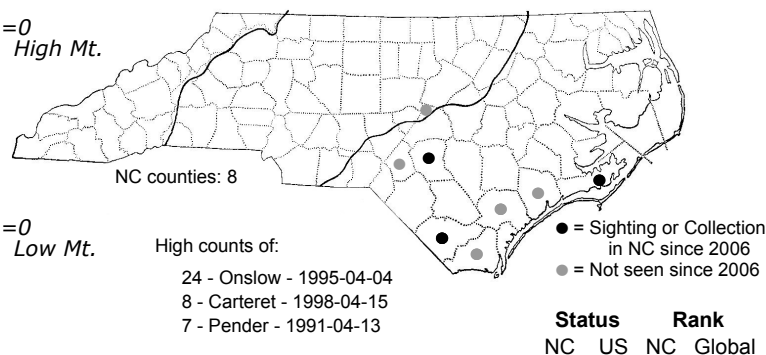 =0
High Mt.
NC counties: 8
=0
Low Mt.
High counts of:
24 - Onslow - 1995-04-04
8 - Carteret - 1998-04-15
7 - Pender - 1991-04-13
● = Sighting or Collection
in NC since 2006
● = Not seen since 2006
Status Rank
NC US NC Global